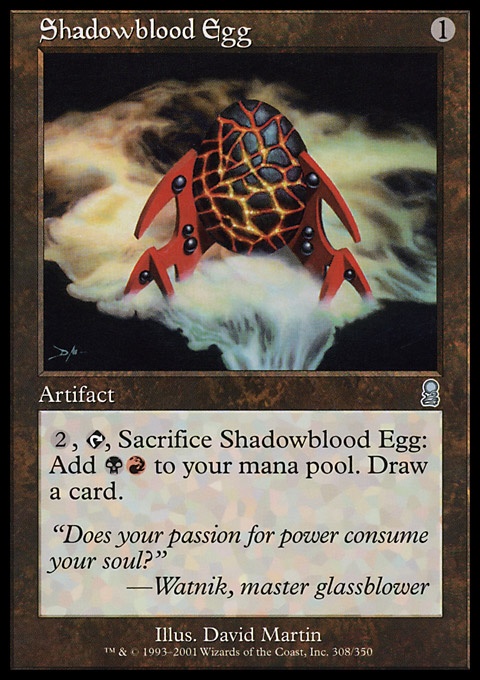 Shadowblood Egg 1
Artifact
2, , Sacrifice Shadowblood Egg:
Add to your mana pool. Draw
a card.
“Does your passion for power consume
your soul?”
—Watnik, master glassblower
Illus. David Martin
™ & © 1993–2001 Wizards of the Coast, Inc. 308/350